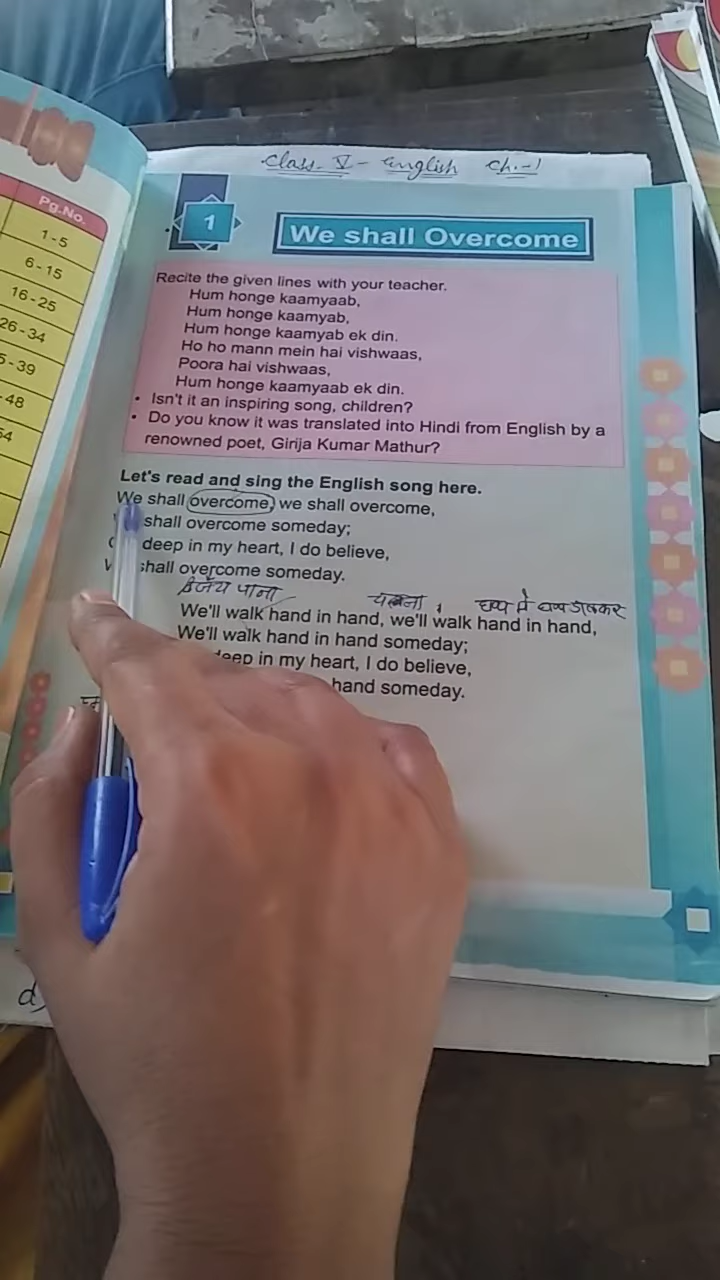 Class - V - English Ch.-1
Pg.No.
1 - 5
6 - 15
16 - 25
26 - 34
5 - 39
- 48
54
1
We shall Overcome
Recite the given lines with your teacher.
Hum honge kaamyaab,
Hum honge kaamyab,
Hum honge kaamyab ek din.
Ho ho mann mein hai vishwaas,
Poora hai vishwaas,
Hum honge kaamyaab ek din.
• Isn't it an inspiring song, children?
• Do you know it was translated into Hindi from English by a
renowned poet, Girija Kumar Mathur?
Let's read and sing the English song here.
We shall overcome, we shall overcome,
shall overcome someday;
deep in my heart, I do believe,
shall overcome someday.
विजय पाना
We'll walk hand in hand, we'll walk hand in hand,
We'll walk hand in hand someday;
deep in my heart, I do believe,
hand someday.
d)